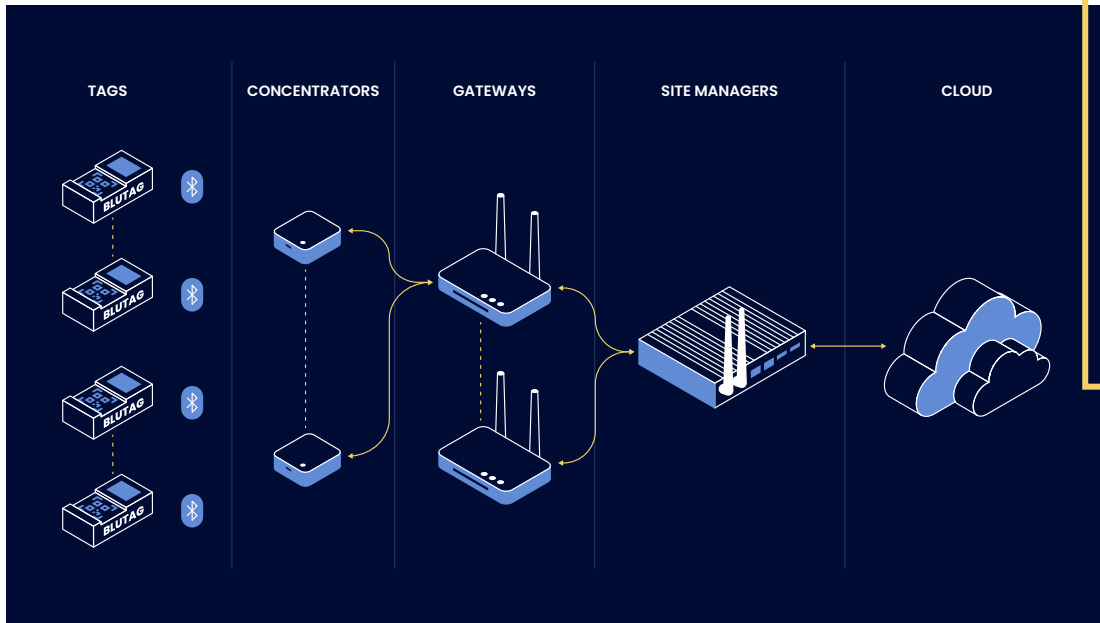 TAGS
CONCENTRATORS
GATEWAYS
SITE MANAGERS
CLOUD
BLUTAG
BLUTAG
BLUTAG
BLUTAG